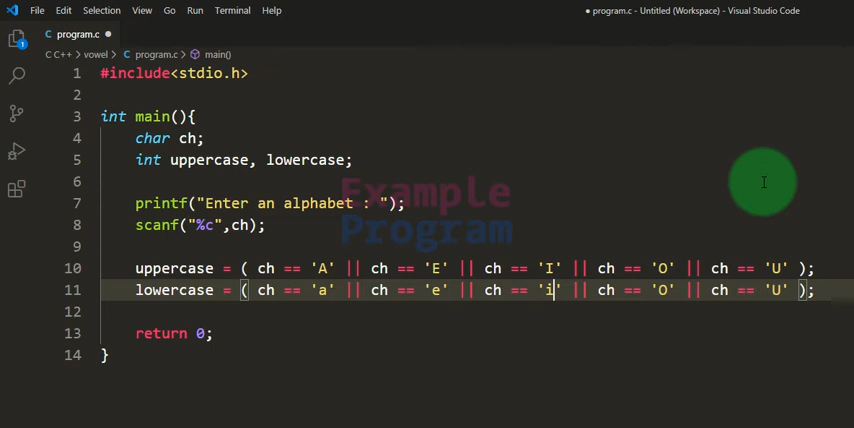 File Edit Selection View Go Run Terminal Help ● program.c - Untitled (Workspace) - Visual Studio Code
C program.c ●
C C++ > vowel > C program.c > main()
1 #include<stdio.h>
2
3 int main(){
4 char ch;
5 int uppercase, lowercase;
6
7 printf("Enter an alphabet : ");
8 scanf("%c",ch);
9
10 uppercase = ( ch == 'A' || ch == 'E' || ch == 'I' || ch == 'O' || ch == 'U' );
11 lowercase = ( ch == 'a' || ch == 'e' || ch == 'i' || ch == 'O' || ch == 'U' );
12
13 return 0;
14 }
Example
Program
1